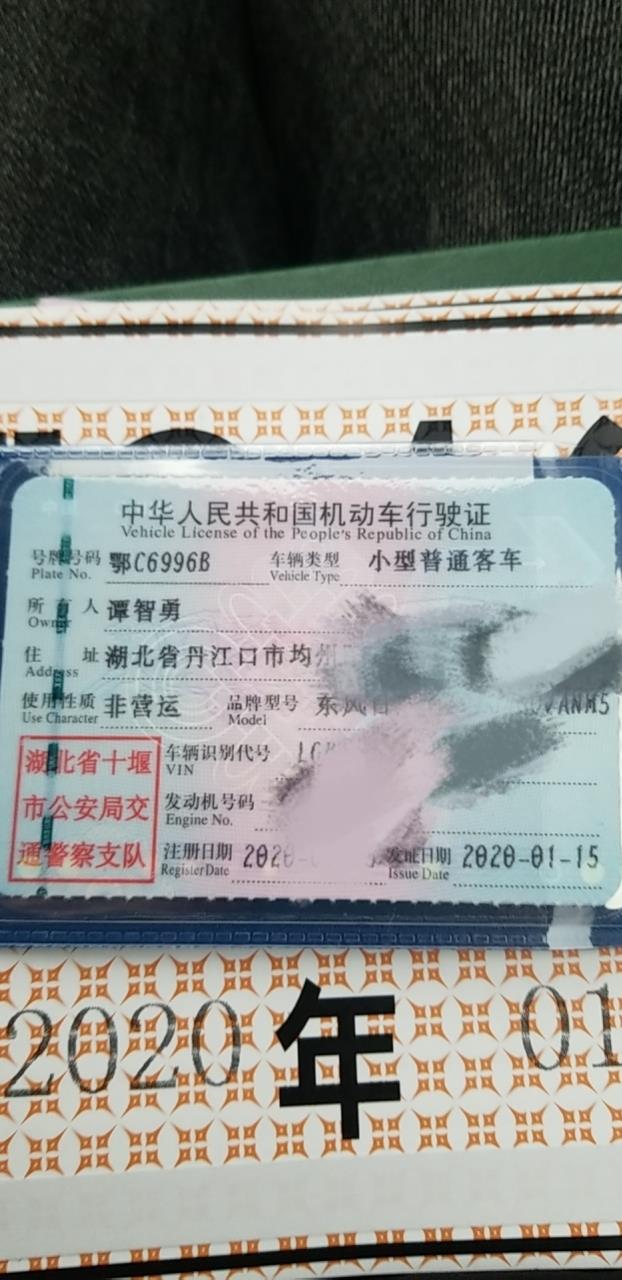 中华人民共和国机动车行驶证
Vehicle License of the People's Republic of China
号牌号码 鄂C6996B 车辆类型 小型普通客车
Plate No. Vehicle Type
所有人 谭智勇
Owner
住址 湖北省丹江口市均州
Address
使用性质 非营运 品牌型号 东风
Use Character Model
湖北省十堰
市公安局交
通警察支队
车辆识别代号
VIN
发动机号码
Engine No.
注册日期 2020- 发证日期 2020-01-15
Register Date Issue Date
2020 年 01